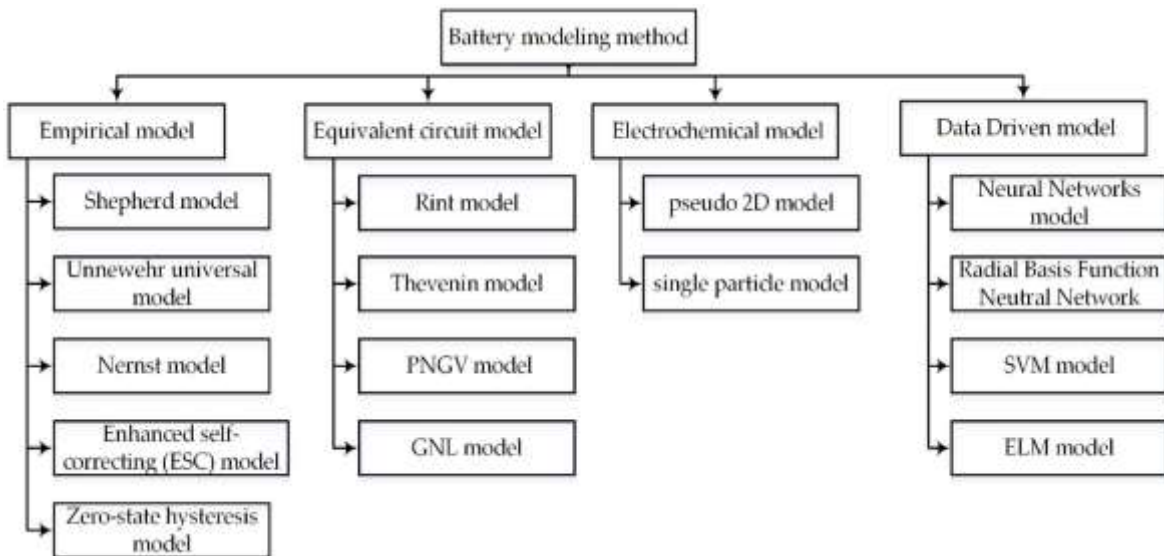 Battery modeling method
Empirical model
Equivalent circuit model
Electrochemical model
Data Driven model
Shepherd model
Unnewehr universal
model
Nernst model
Enhanced self-
correcting (ESC) model
Zero-state hysteresis
model
Rint model
Thevenin model
PNGV model
GNL model
pseudo 2D model
single particle model
Neural Networks
model
Radial Basis Function
Neutral Network
SVM model
ELM model